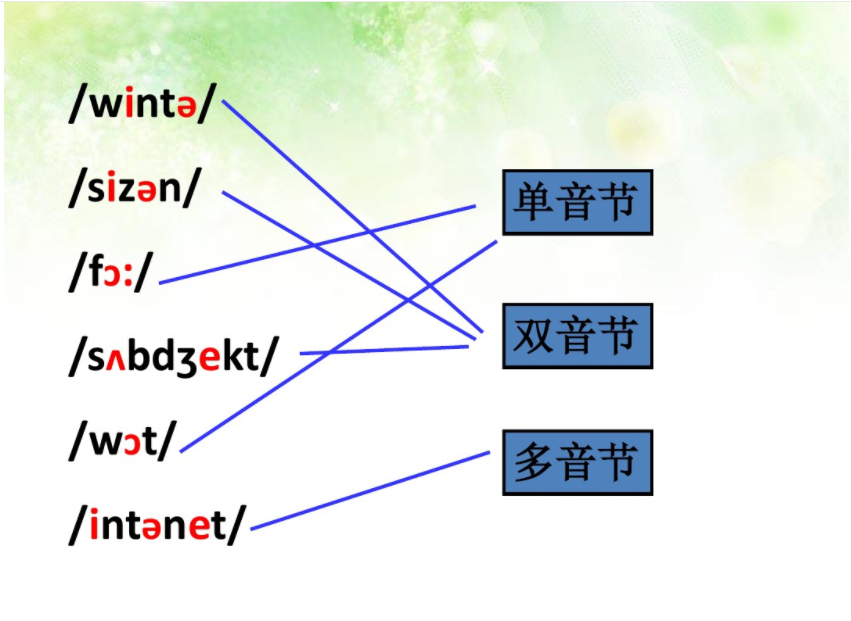 /wintə/
/sizən/
/fɔ:/
/sʌbdʒekt/
/wɔt/
/intənet/
单音节
双音节
多音节